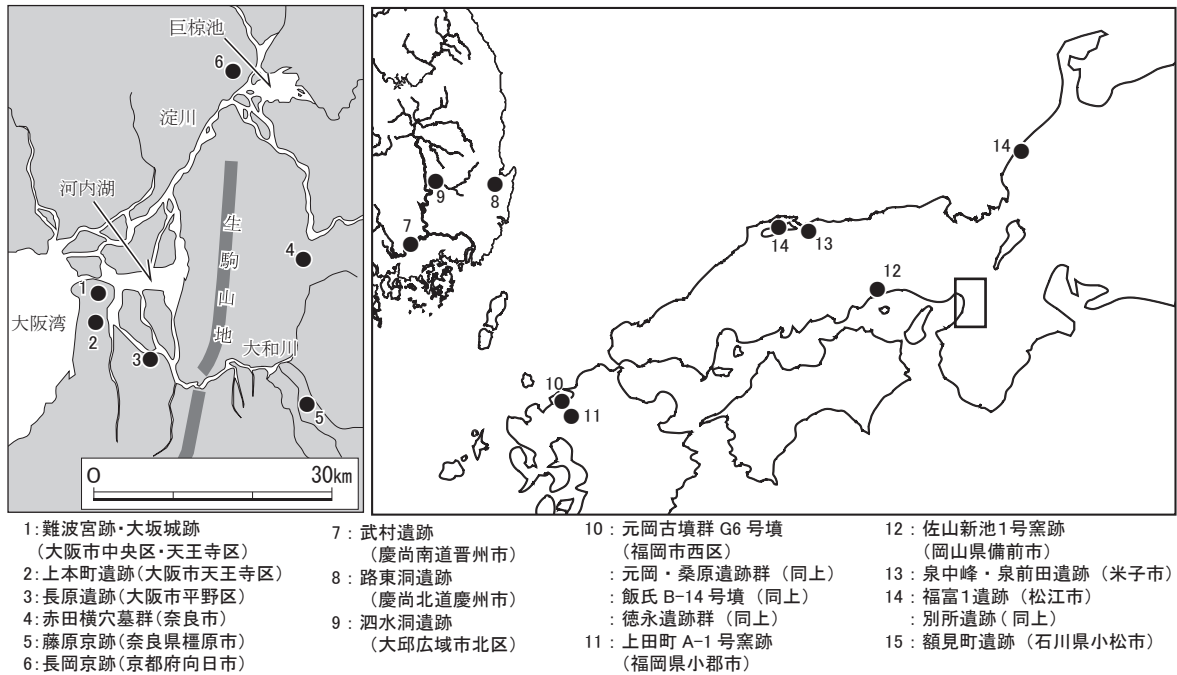 巨椋池
6
淀川
河内湖
生駒山地
4
1
大阪湾
2
3
大和川
5
0 30km
14
9
8
7
14
13
12
10
11
1:難波宮跡・大坂城跡
(大阪市中央区・天王寺区)
2:上本町遺跡(大阪市天王寺区)
3:長原遺跡(大阪市平野区)
4:赤田横穴墓群(奈良市)
5:藤原京跡(奈良県橿原市)
6:長岡京跡(京都府向日市)
7:武村遺跡
(慶尚南道晋州市)
8:路東洞遺跡
(慶尚北道慶州市)
9:泗水洞遺跡
(大邱広域市北区)
10:元岡古墳群 G6 号墳
(福岡市西区)
:元岡・桑原遺跡群(同上)
:飯氏 B-14 号墳(同上)
:徳永遺跡群(同上)
11:上田町 A-1 号窯跡
(福岡県小郡市)
12:佐山新池1号窯跡
(岡山県備前市)
13:泉中峰・泉前田遺跡(米子市)
14:福富1遺跡(松江市)
:別所遺跡(同上)
15:額見町遺跡(石川県小松市)